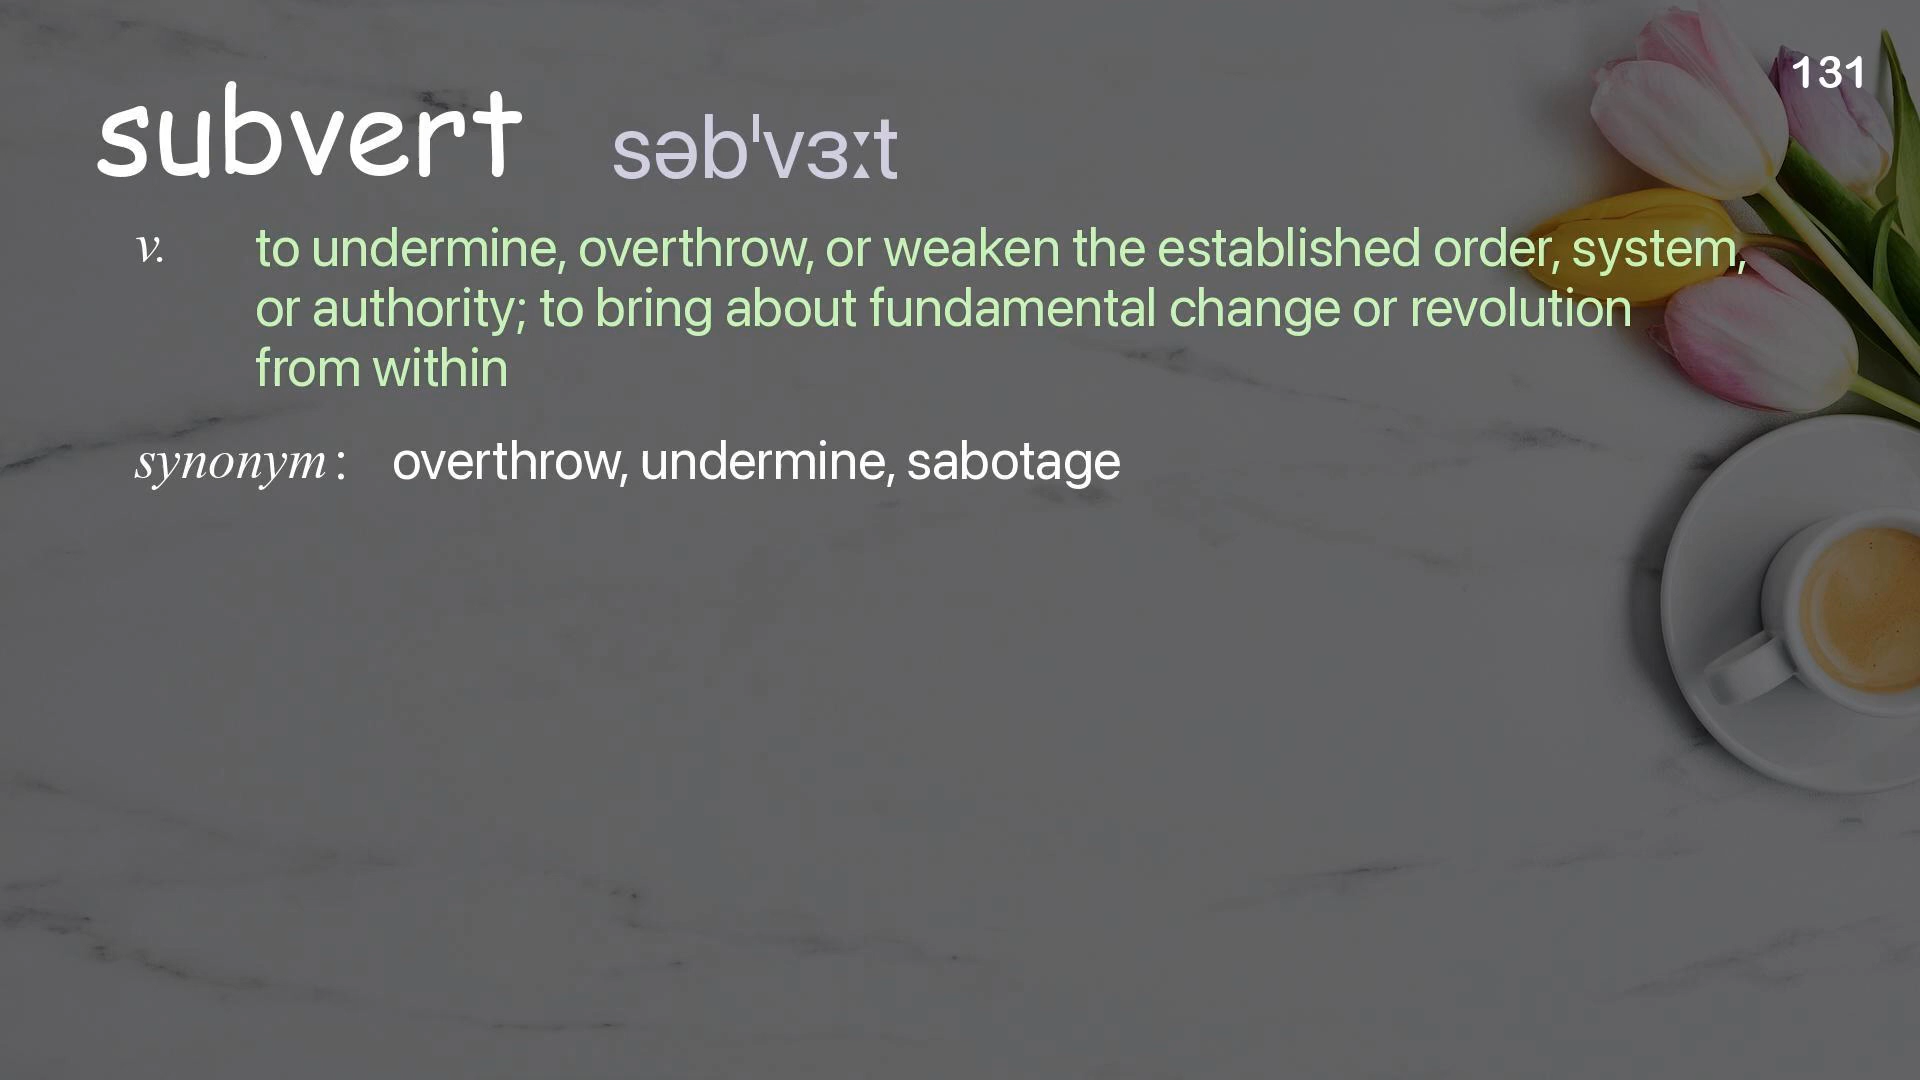 131
subvert səbˈvɜːt
v. to undermine, overthrow, or weaken the established order, system,
or authority; to bring about fundamental change or revolution
from within
synonym : overthrow, undermine, sabotage